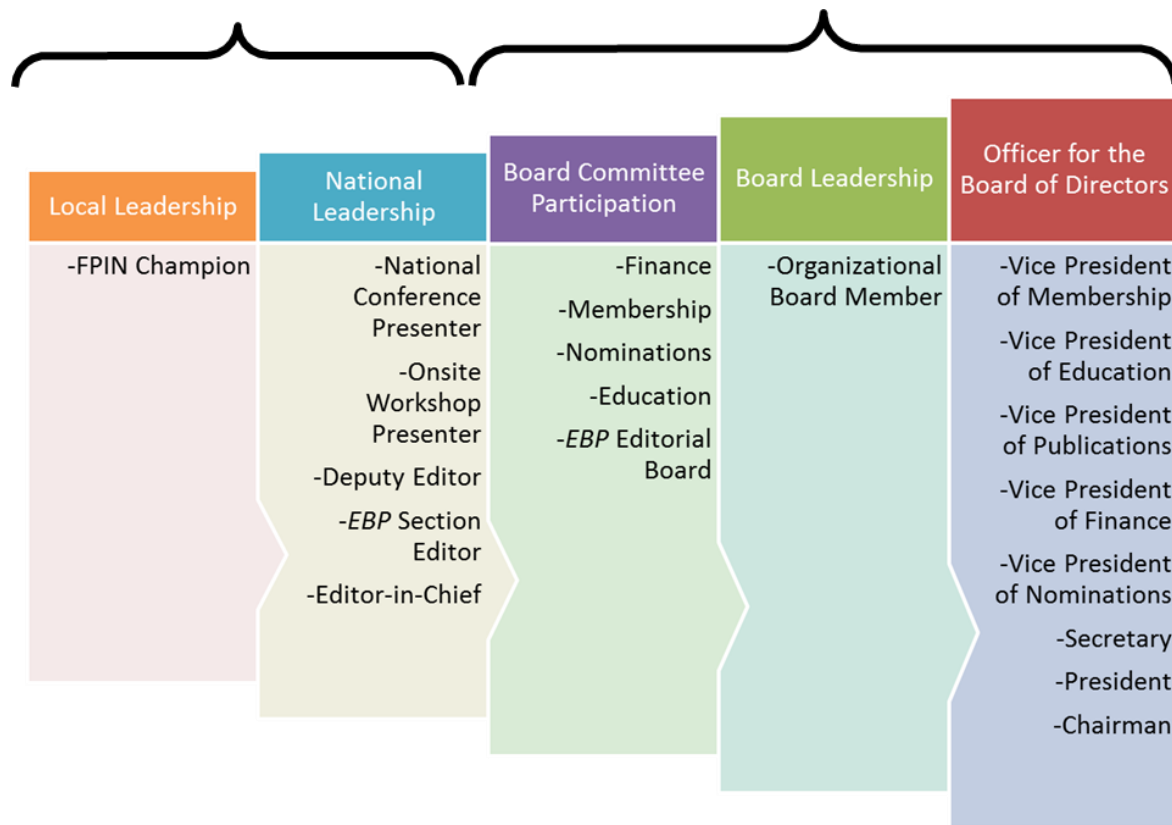 Local Leadership
-FPIN Champion
National
Leadership
-National
Conference
Presenter
-Onsite
Workshop
Presenter
-Deputy Editor
-EBP Section
Editor
-Editor-in-Chief
Board Committee
Participation
-Finance
-Membership
-Nominations
-Education
-EBP Editorial
Board
Board Leadership
-Organizational
Board Member
Officer for the
Board of Directors
-Vice President
of Membership
-Vice President
of Education
-Vice President
of Publications
-Vice President
of Finance
-Vice President
of Nominations
-Secretary
-President
-Chairman